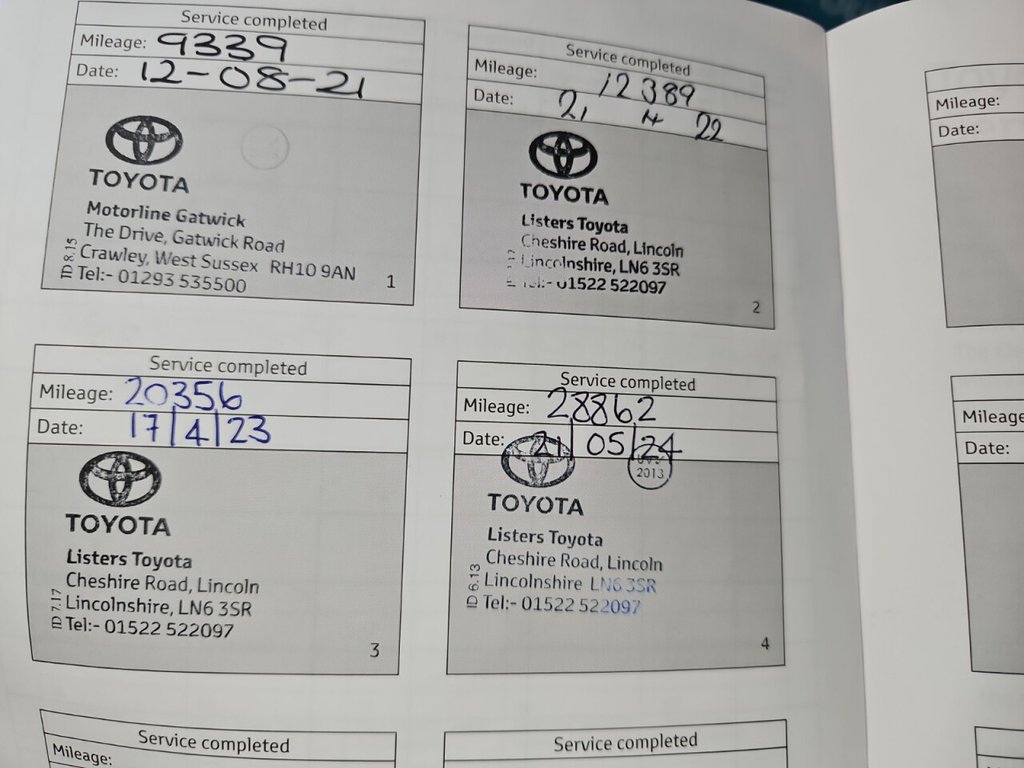 Service completed
Mileage: 9339
Date: 12-08-21
TOYOTA
Motorline Gatwick
The Drive, Gatwick Road
Crawley, West Sussex RH10 9AN
Tel:- 01293 535500
ID 8.15
1
Service completed
Mileage: 12389
Date: 21 4 22
TOYOTA
Listers Toyota
Cheshire Road, Lincoln
Lincolnshire, LN6 3SR
Tel:- 01522 522097
2
Service completed
Mileage: 20356
Date: 17/4/23
TOYOTA
Listers Toyota
Cheshire Road, Lincoln
Lincolnshire, LN6 3SR
Tel:- 01522 522097
ID 7.17
3
Service completed
Mileage: 28862
Date: 21/05/24
2013
TOYOTA
Listers Toyota
Cheshire Road, Lincoln
Lincolnshire LN6 3SR
Tel:- 01522 522097
ID 6.13
4
Service completed
Mileage:
Service completed
Mileage:
Date:
Mileage
Date: